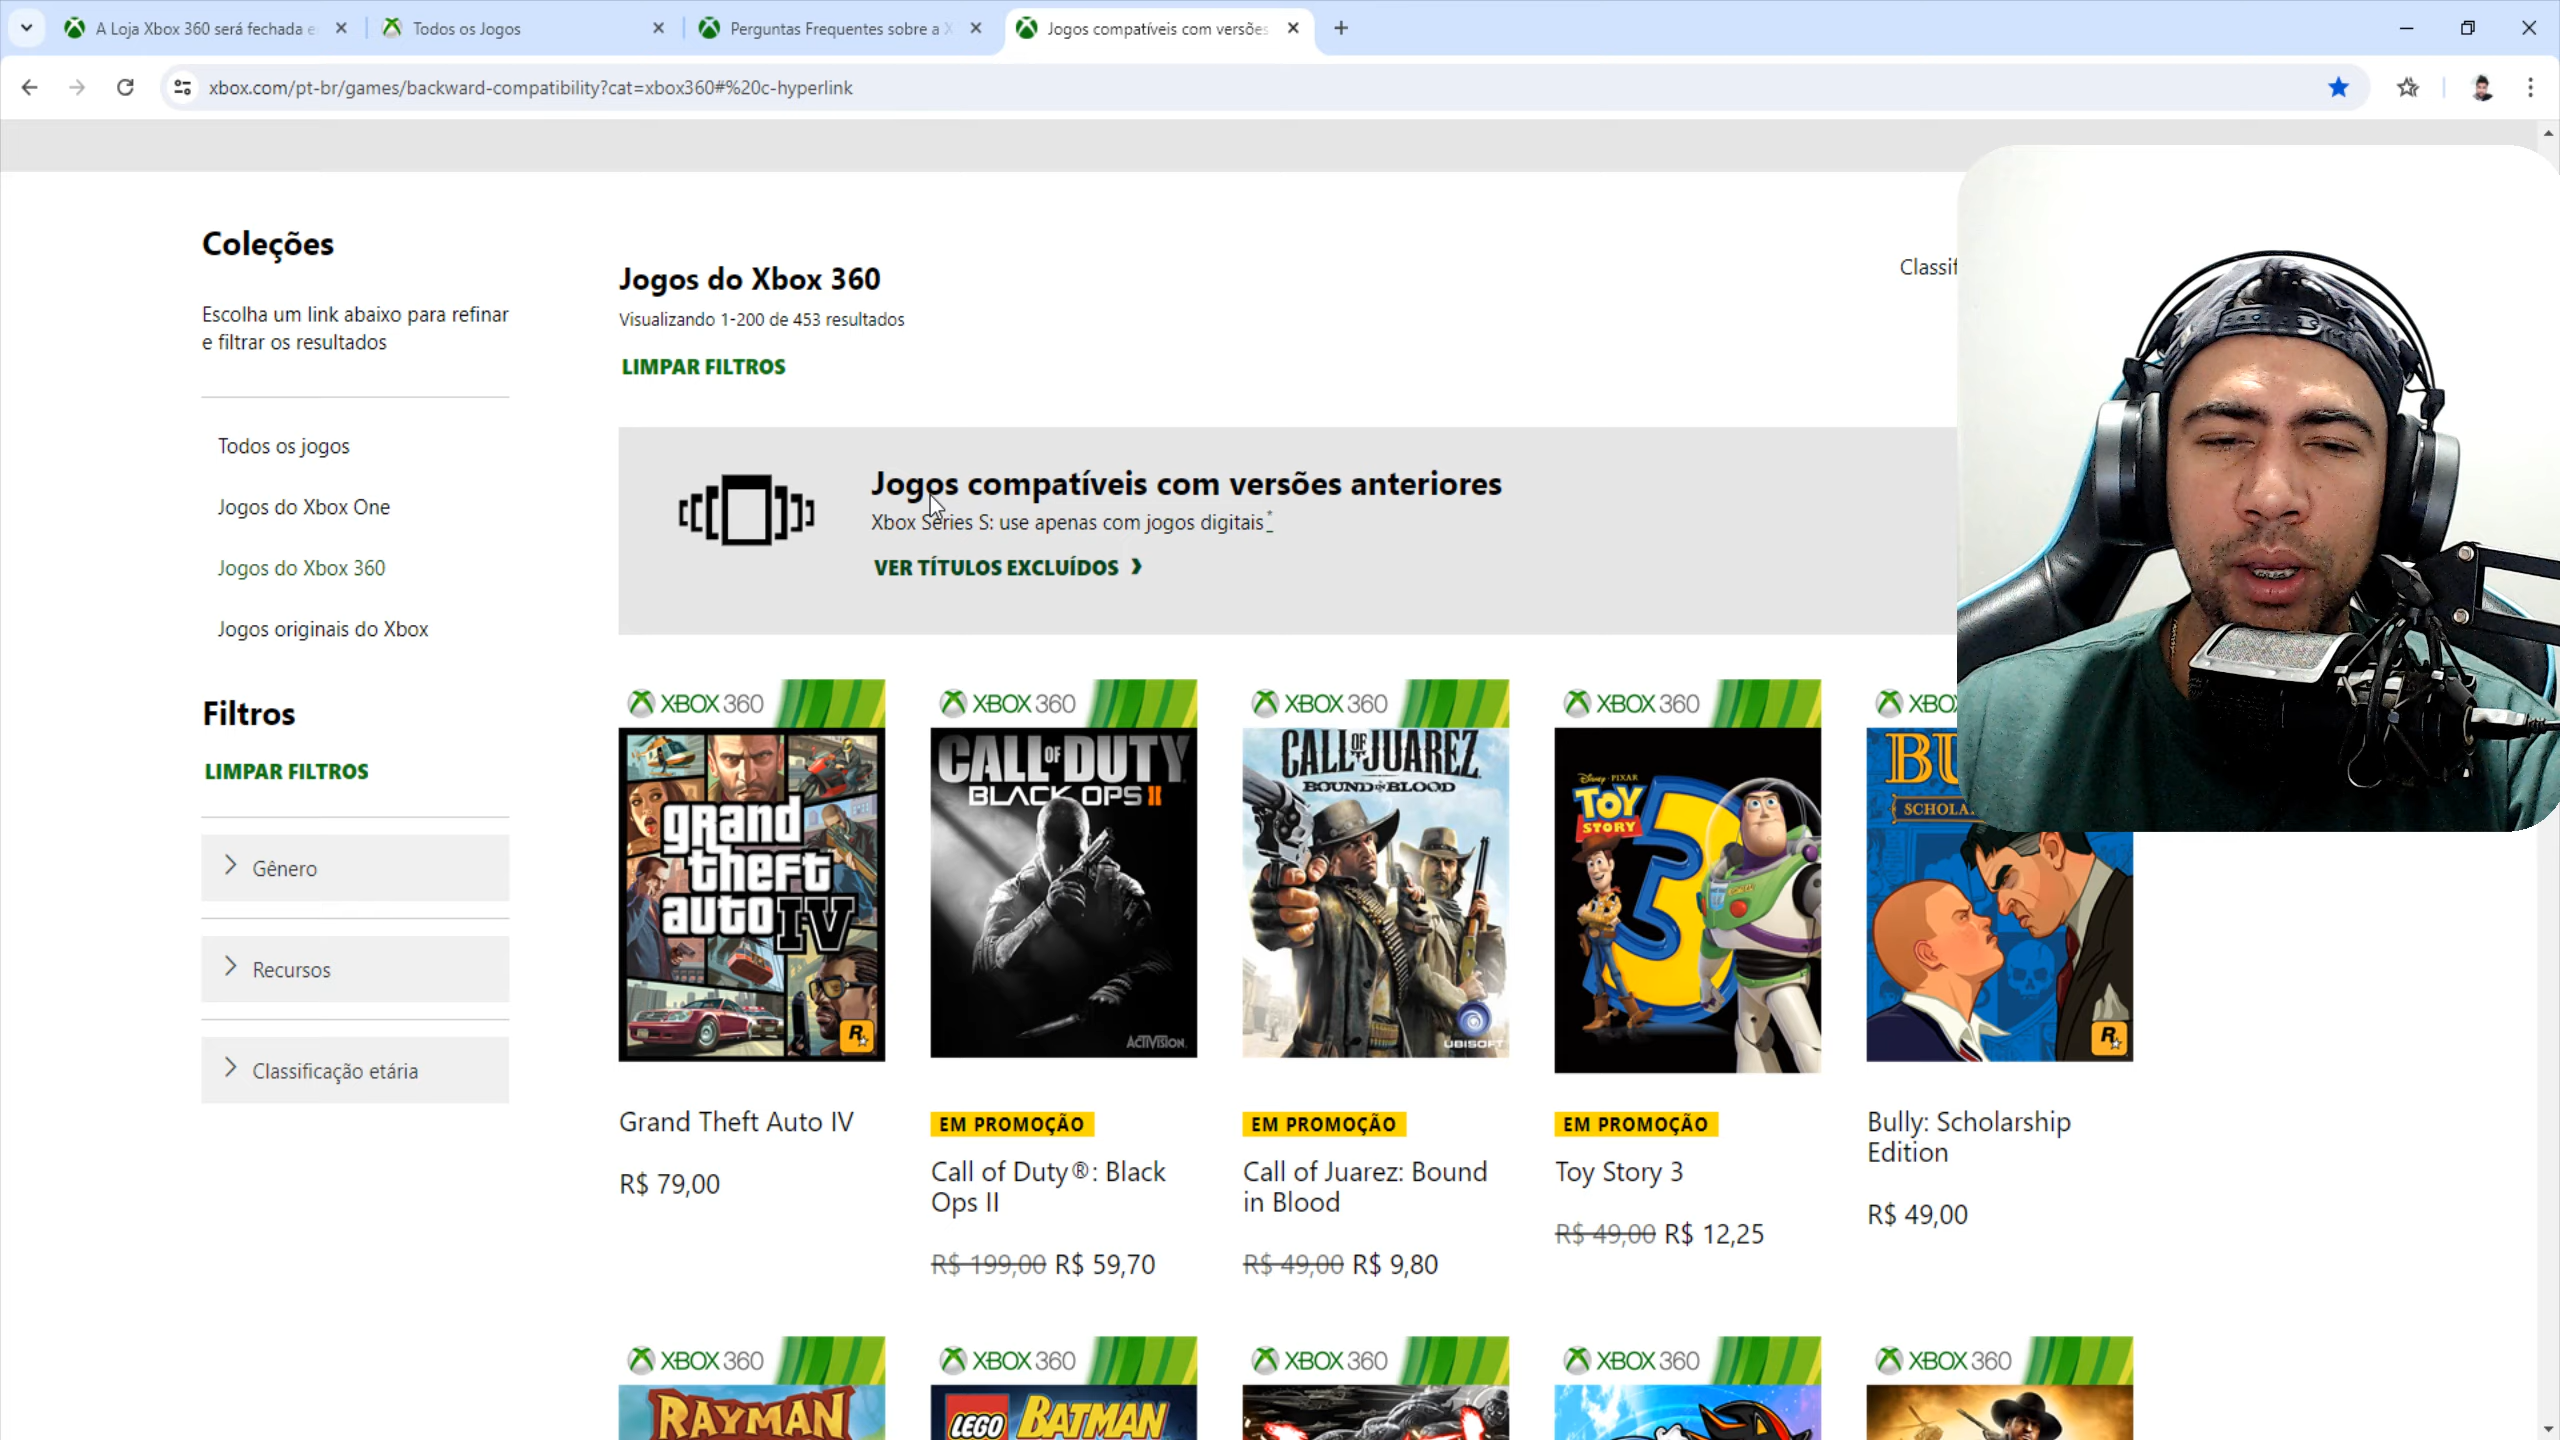 A Loja Xbox 360 será fechada e
Todos os Jogos
Perguntas Frequentes sobre a X
Jogos compatíveis com versões
xbox.com/pt-br/games/backward-compatibility?cat=xbox360#%20c-hyperlink
Coleções
Escolha um link abaixo para refinar
e filtrar os resultados
Todos os jogos
Jogos do Xbox One
Jogos do Xbox 360
Jogos originais do Xbox
Filtros
LIMPAR FILTROS
Gênero
Recursos
Classificação etária
Jogos do Xbox 360
Visualizando 1-200 de 453 resultados
LIMPAR FILTROS
Classif
Jogos compatíveis com versões anteriores
Xbox Series S: use apenas com jogos digitais*
VER TÍTULOS EXCLUÍDOS
XBOX 360
grand
theft
auto IV
R
Grand Theft Auto IV
R$ 79,00
XBOX 360
CALL OF DUTY
BLACK OPS II
ACTIVISION
EM PROMOÇÃO
Call of Duty®: Black
Ops II
R$ 199,00 R$ 59,70
XBOX 360
CALL OF JUAREZ
BOUND IN BLOOD
UBISOFT
EM PROMOÇÃO
Call of Juarez: Bound
in Blood
R$ 49,00 R$ 9,80
XBOX 360
DISNEY · PIXAR
TOY
STORY
3
EM PROMOÇÃO
Toy Story 3
R$ 49,00 R$ 12,25
XBO
BU
SCHOLA
R
Bully: Scholarship
Edition
R$ 49,00
XBOX 360
RAYMAN
XBOX 360
LEGO BATMAN
XBOX 360
XBOX 360
XBOX 360